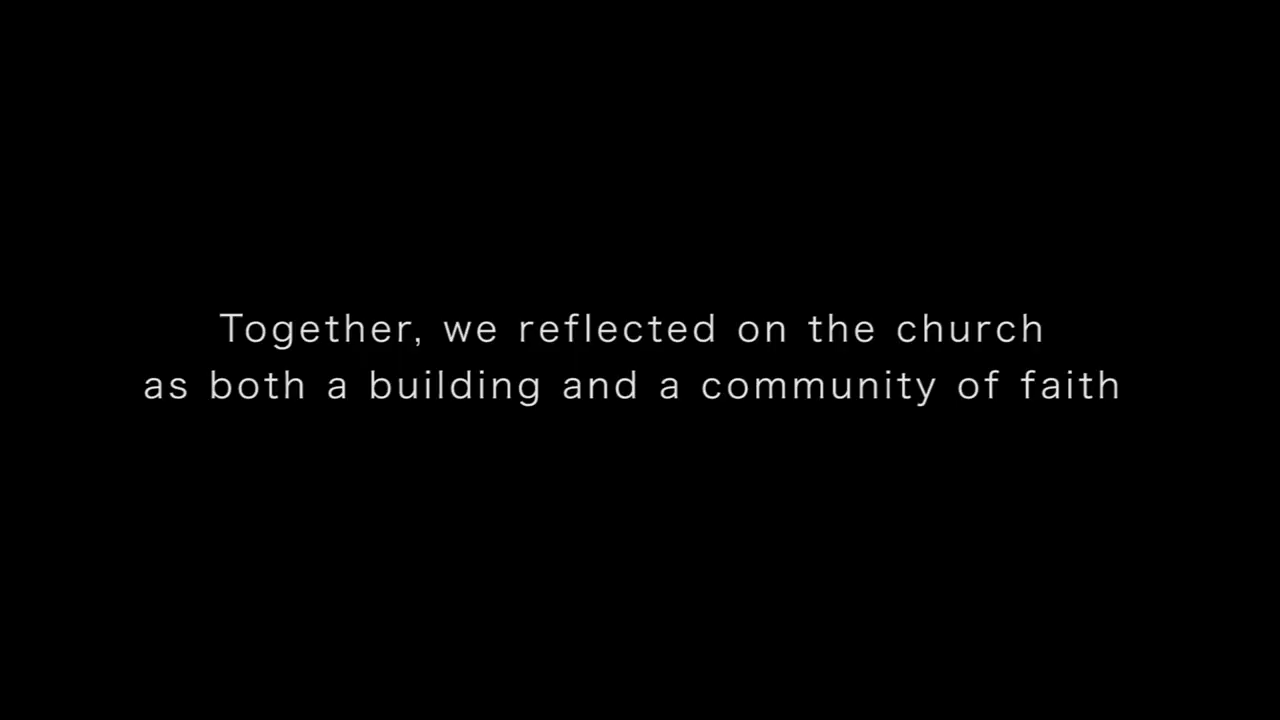 Together, we reflected on the church
as both a building and a community of faith